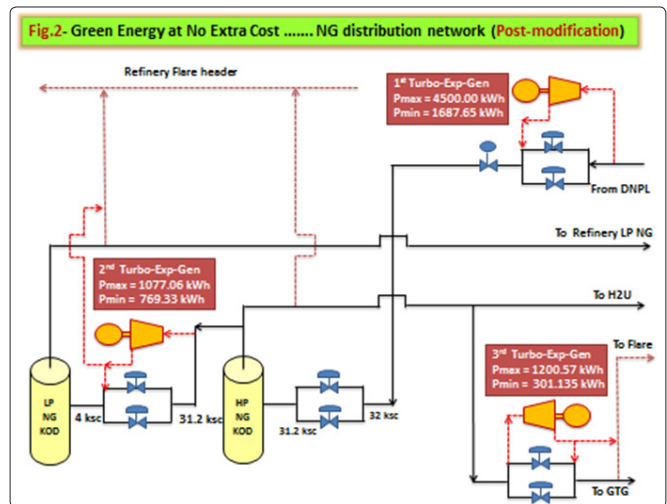 Fig.2- Green Energy at No Extra Cost ....... NG distribution network (Post-modification)
Refinery Flare header
1st Turbo-Exp-Gen
Pmax = 4500.00 kWh
Pmin = 1687.65 kWh
From DNPL
To Refinery LP NG
2nd Turbo-Exp-Gen
Pmax = 1077.06 kWh
Pmin = 769.33 kWh
To H2U
To Flare
3rd Turbo-Exp-Gen
Pmax = 1200.57 kWh
Pmin = 301.135 kWh
LP
NG
KOD
4 ksc
31.2 ksc
HP
NG
KOD
31.2 ksc
32 ksc
To GTG